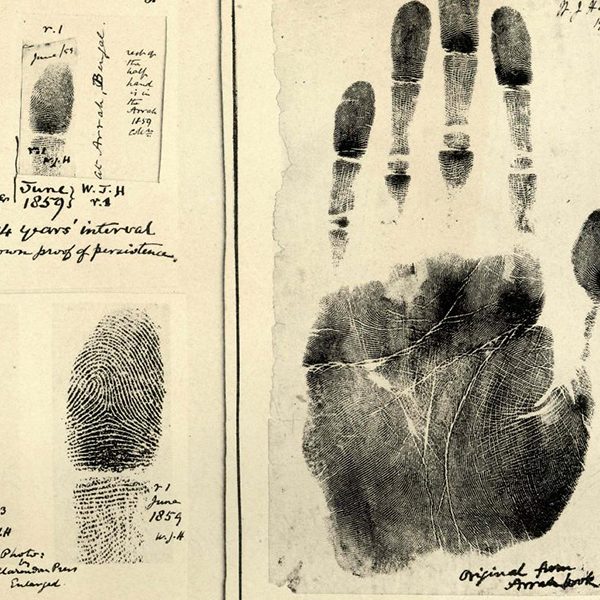 r.1
June/59
at Arrah, Bengal.
rest of
the
half
hand
is in
the
Arrah
1859
r.1
W.J.H
June
1859
W.J.H
r.1
4 years' interval
own proof of persistence.
r.1
June
1859
W.J.H
3
H
Photo:
by
Clarendon Press
Enlarged.
W.J.H
Original from
Arrah book